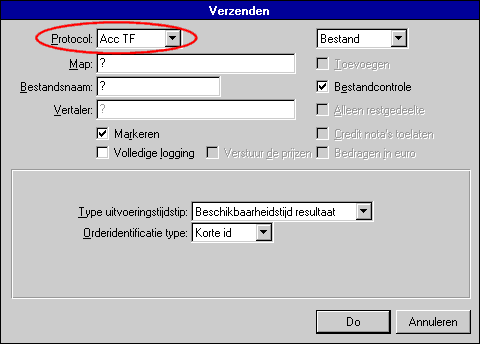 Verzenden
Protocol: Acc TF Bestand
Map: ? Toevoegen
Bestandsnaam: ? Bestandcontrole
Vertaler: ? Alleen restgedeelte
Markeren Credit nota's toelaten
Volledige logging Verstuur de prijzen Bedragen in euro
Type uitvoeringstijdstip: Beschikbaarheidstijd resultaat
Orderidentificatie type: Korte id
Do Annuleren